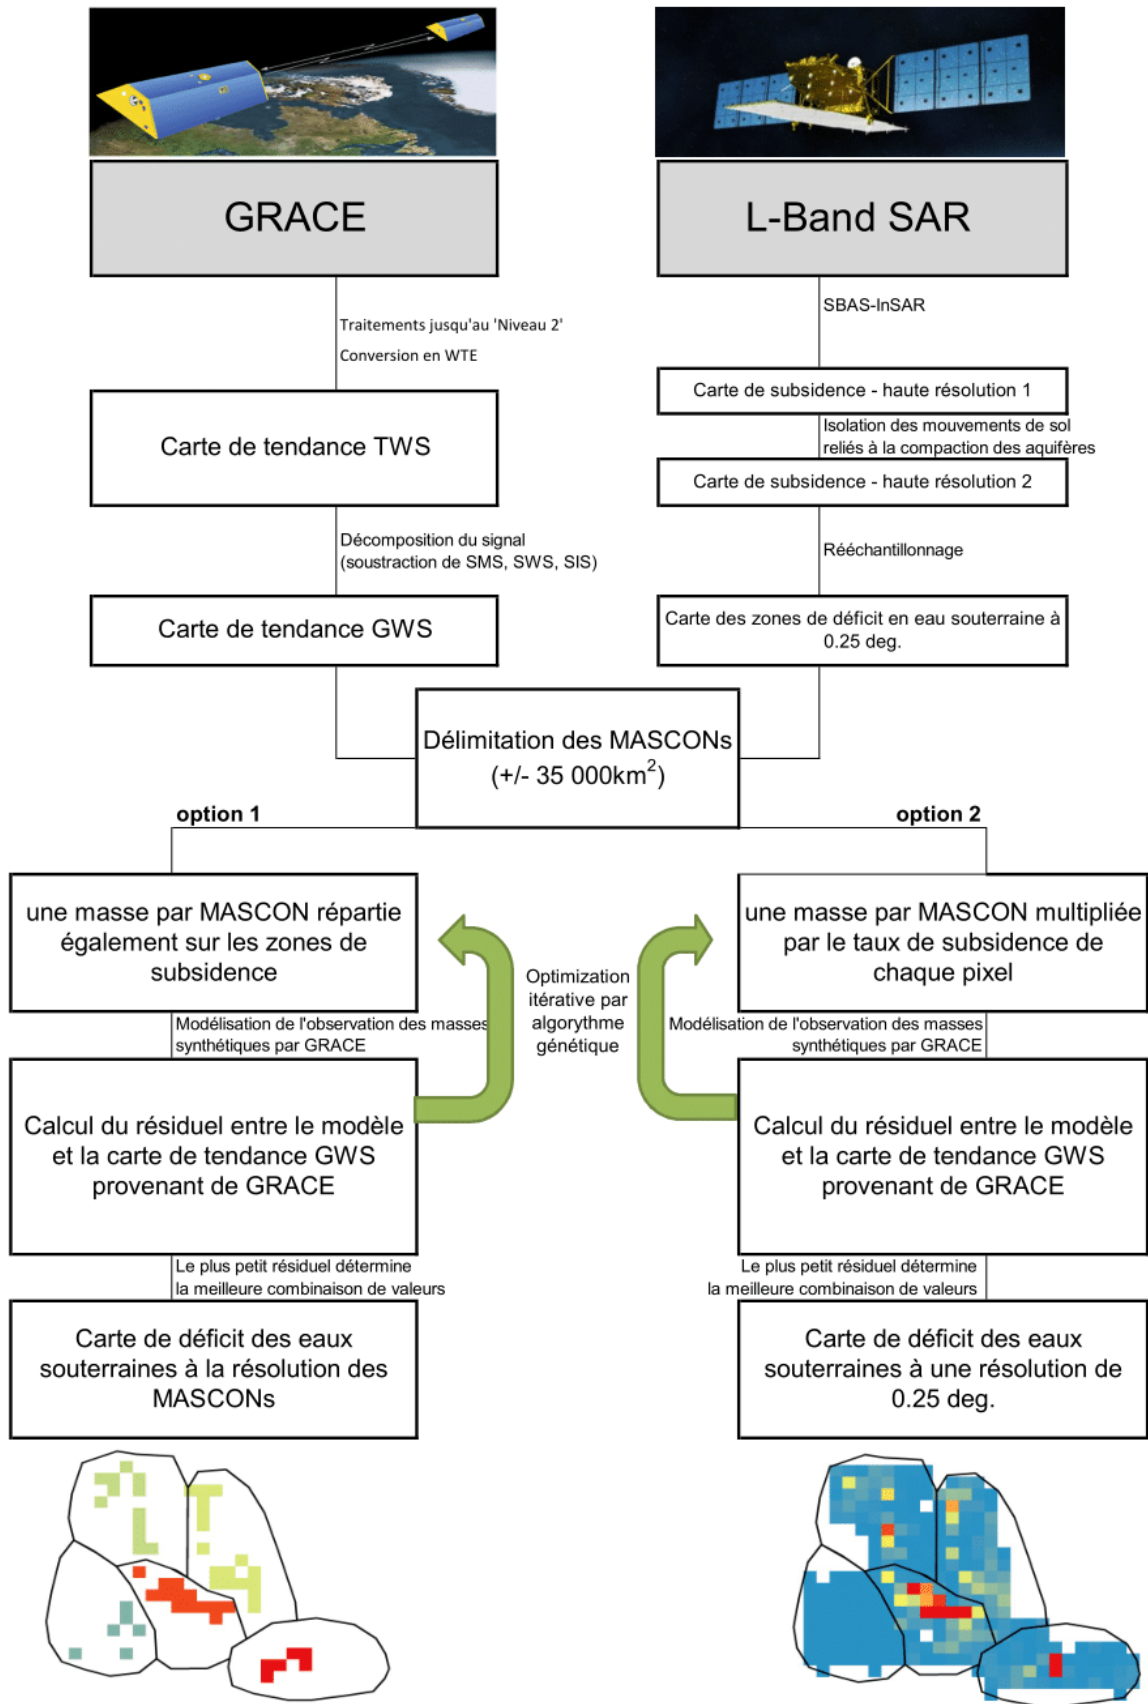 GRACE
L-Band SAR
Traitements jusqu'au 'Niveau 2'
Conversion en WTE
SBAS-InSAR
Carte de tendance TWS
Carte de subsidence - haute résolution 1
Isolation des mouvements de sol
reliés à la compaction des aquifères
Carte de subsidence - haute résolution 2
Décomposition du signal
(soustraction de SMS, SWS, SIS)
Rééchantillonnage
Carte de tendance GWS
Carte des zones de déficit en eau souterraine à
0.25 deg.
Délimitation des MASCONs
(+/- 35 000km²)
option 1
option 2
une masse par MASCON répartie
également sur les zones de
subsidence
une masse par MASCON multipliée
par le taux de subsidence de
chaque pixel
Optimization
itérative par
algorythme
génétique
Modélisation de l'observation des masses
synthétiques par GRACE
Modélisation de l'observation des masses
synthétiques par GRACE
Calcul du résiduel entre le modèle
et la carte de tendance GWS
provenant de GRACE
Calcul du résiduel entre le modèle
et la carte de tendance GWS
provenant de GRACE
Le plus petit résiduel détermine
la meilleure combinaison de valeurs
Le plus petit résiduel détermine
la meilleure combinaison de valeurs
Carte de déficit des eaux
souterraines à la résolution des
MASCONs
Carte de déficit des eaux
souterraines à une résolution de
0.25 deg.